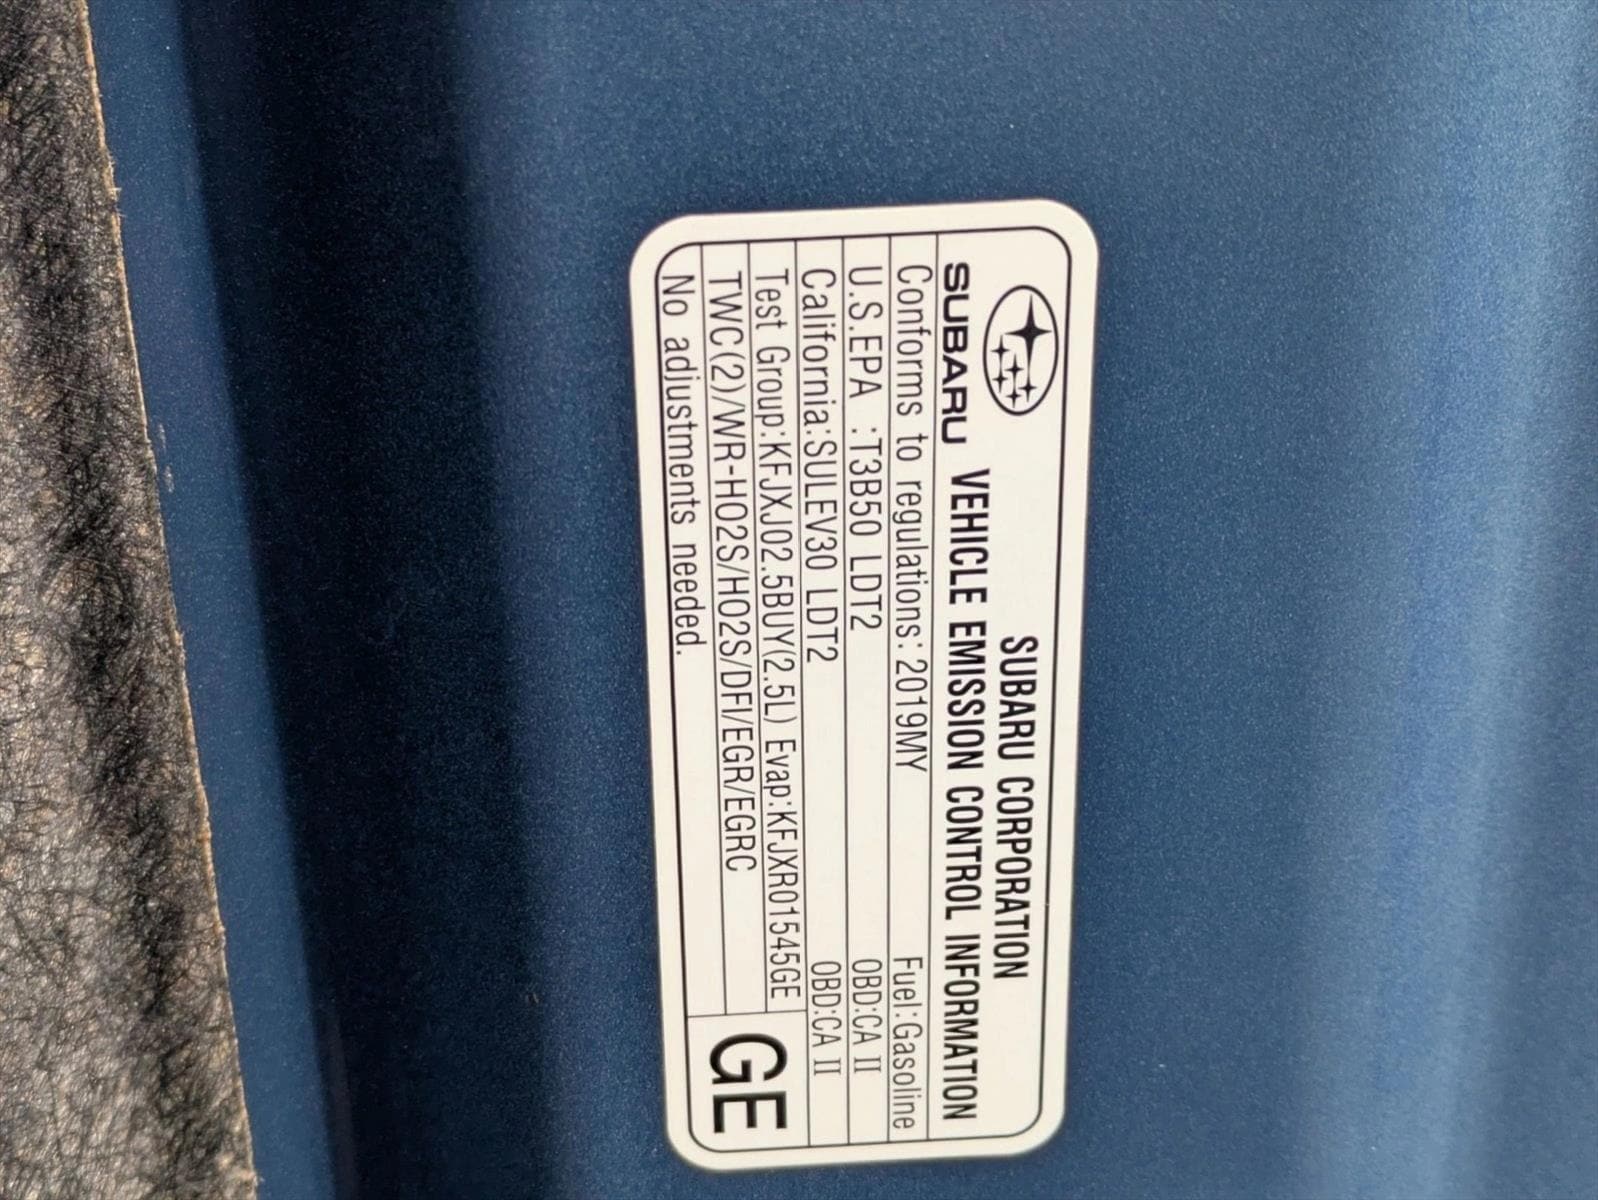 SUBARU CORPORATION
SUBARU VEHICLE EMISSION CONTROL INFORMATION
Conforms to regulations: 2019MY Fuel:Gasoline
U.S.EPA :T3B50 LDT2 OBD:CA II
California:SULEV30 LDT2 OBD:CA II
Test Group:KFJXJ02.5BUY(2.5L) Evap:KFJXR01545GE
TWC(2)/WR-HO2S/HO2S/DFI/EGR/EGRC
No adjustments needed.
GE